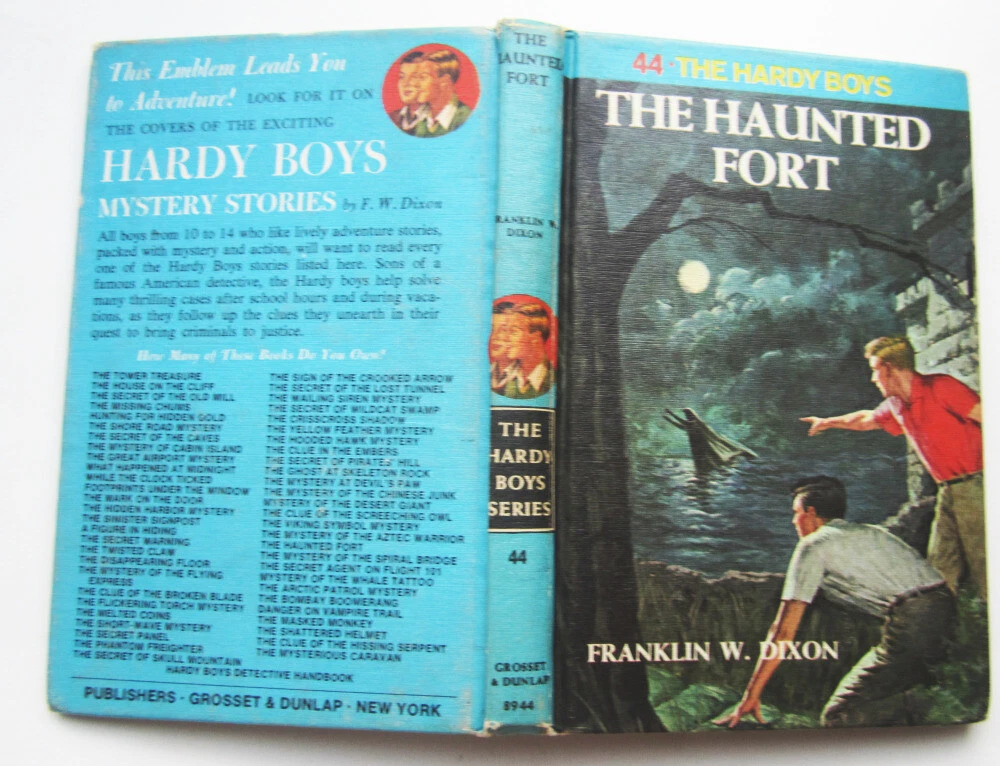 This Emblem Leads You
to Adventure! LOOK FOR IT ON
THE COVERS OF THE EXCITING
HARDY BOYS
MYSTERY STORIES by F. W. Dixon
All boys from 10 to 14 who like lively adventure stories,
packed with mystery and action, will want to read every
one of the Hardy Boys stories listed here. Sons of a
famous American detective, the Hardy boys help solve
many thrilling cases after school hours and during vaca-
tions, as they follow up the clues they unearth in their
quest to bring criminals to justice.
How Many of These Books Do You Own?
THE TOWER TREASURE
THE HOUSE ON THE CLIFF
THE SECRET OF THE OLD MILL
THE MISSING CHUMS
HUNTING FOR HIDDEN GOLD
THE SHORE ROAD MYSTERY
THE SECRET OF THE CAVES
THE MYSTERY OF CABIN ISLAND
THE GREAT AIRPORT MYSTERY
WHAT HAPPENED AT MIDNIGHT
WHILE THE CLOCK TICKED
FOOTPRINTS UNDER THE WINDOW
THE MARK ON THE DOOR
THE HIDDEN HARBOR MYSTERY
THE SINISTER SIGNPOST
A FIGURE IN HIDING
THE SECRET WARNING
THE TWISTED CLAW
THE DISAPPEARING FLOOR
THE MYSTERY OF THE FLYING
EXPRESS
THE CLUE OF THE BROKEN BLADE
THE FLICKERING TORCH MYSTERY
THE MELTED COINS
THE SHORT-WAVE MYSTERY
THE SECRET PANEL
THE PHANTOM FREIGHTER
THE SECRET OF SKULL MOUNTAIN
THE SIGN OF THE CROOKED ARROW
THE SECRET OF THE LOST TUNNEL
THE WAILING SIREN MYSTERY
THE SECRET OF WILDCAT SWAMP
THE CRISSCROSS SHADOW
THE YELLOW FEATHER MYSTERY
THE HOODED HAWK MYSTERY
THE CLUE IN THE EMBERS
THE SECRET OF PIRATES' HILL
THE GHOST AT SKELETON ROCK
THE MYSTERY AT DEVIL'S PAW
THE MYSTERY OF THE CHINESE JUNK
MYSTERY OF THE DESERT GIANT
THE CLUE OF THE SCREECHING OWL
THE VIKING SYMBOL MYSTERY
THE MYSTERY OF THE AZTEC WARRIOR
THE HAUNTED FORT
THE MYSTERY OF THE SPIRAL BRIDGE
THE SECRET AGENT ON FLIGHT 101
MYSTERY OF THE WHALE TATTOO
THE ARCTIC PATROL MYSTERY
THE BOMBAY BOOMERANG
DANGER ON VAMPIRE TRAIL
THE MASKED MONKEY
THE SHATTERED HELMET
THE CLUE OF THE HISSING SERPENT
THE MYSTERIOUS CARAVAN
HARDY BOYS DETECTIVE HANDBOOK
PUBLISHERS · GROSSET & DUNLAP · NEW YORK
THE
HAUNTED
FORT
FRANKLIN W.
DIXON
THE
HARDY
BOYS
SERIES
44
GROSSET
& DUNLAP
8944
44 · THE HARDY BOYS
THE HAUNTED
FORT
FRANKLIN W. DIXON